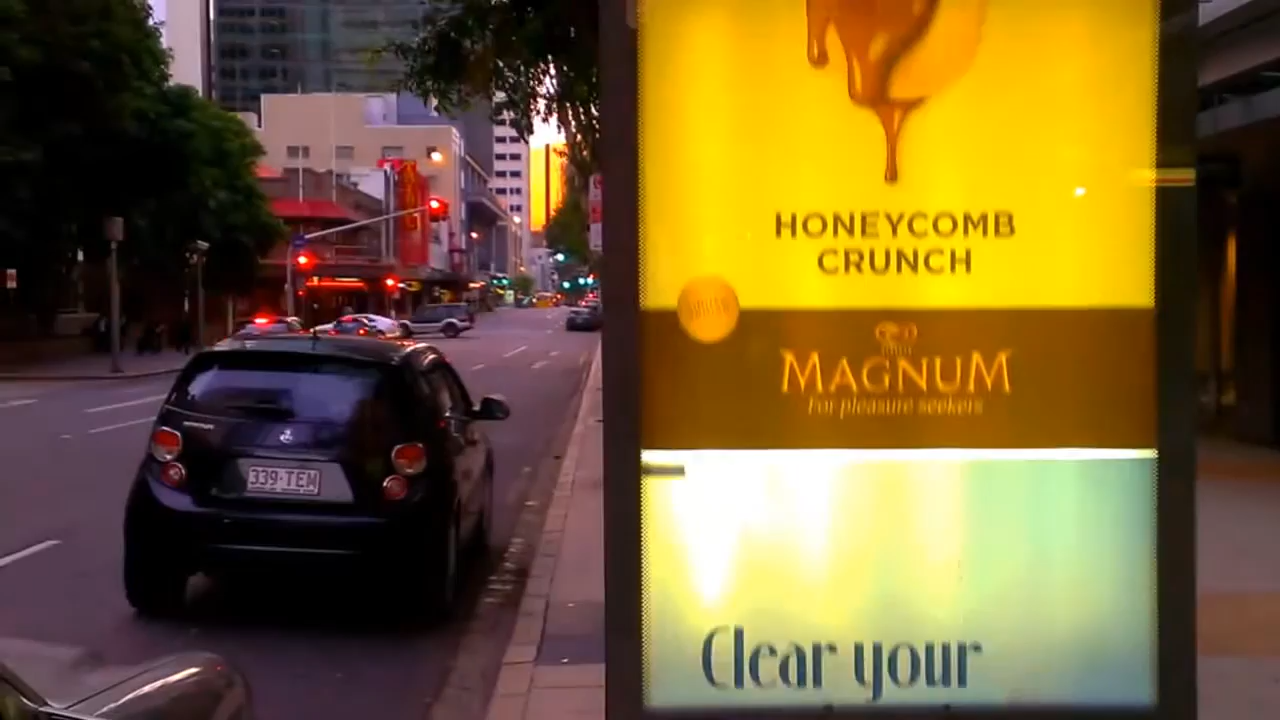 HONEYCOMB
CRUNCH
MAGNUM
For pleasure seekers
339·TEM
Clear your